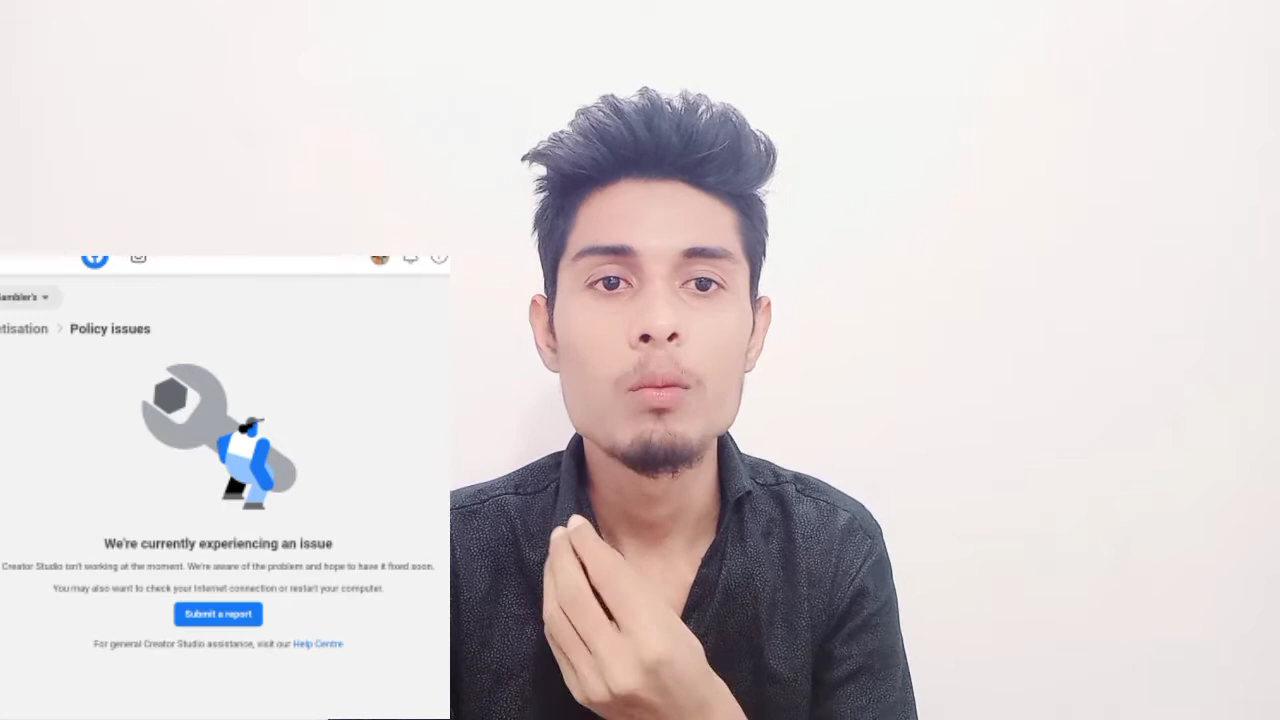 ambler's
tisation > Policy issues
We're currently experiencing an issue
Creator Studio isn't working at the moment. We're aware of the problem and hope to have it fixed soon.
You may also want to check your Internet connection or restart your computer.
Submit a report
For general Creator Studio assistance, visit our Help Centre